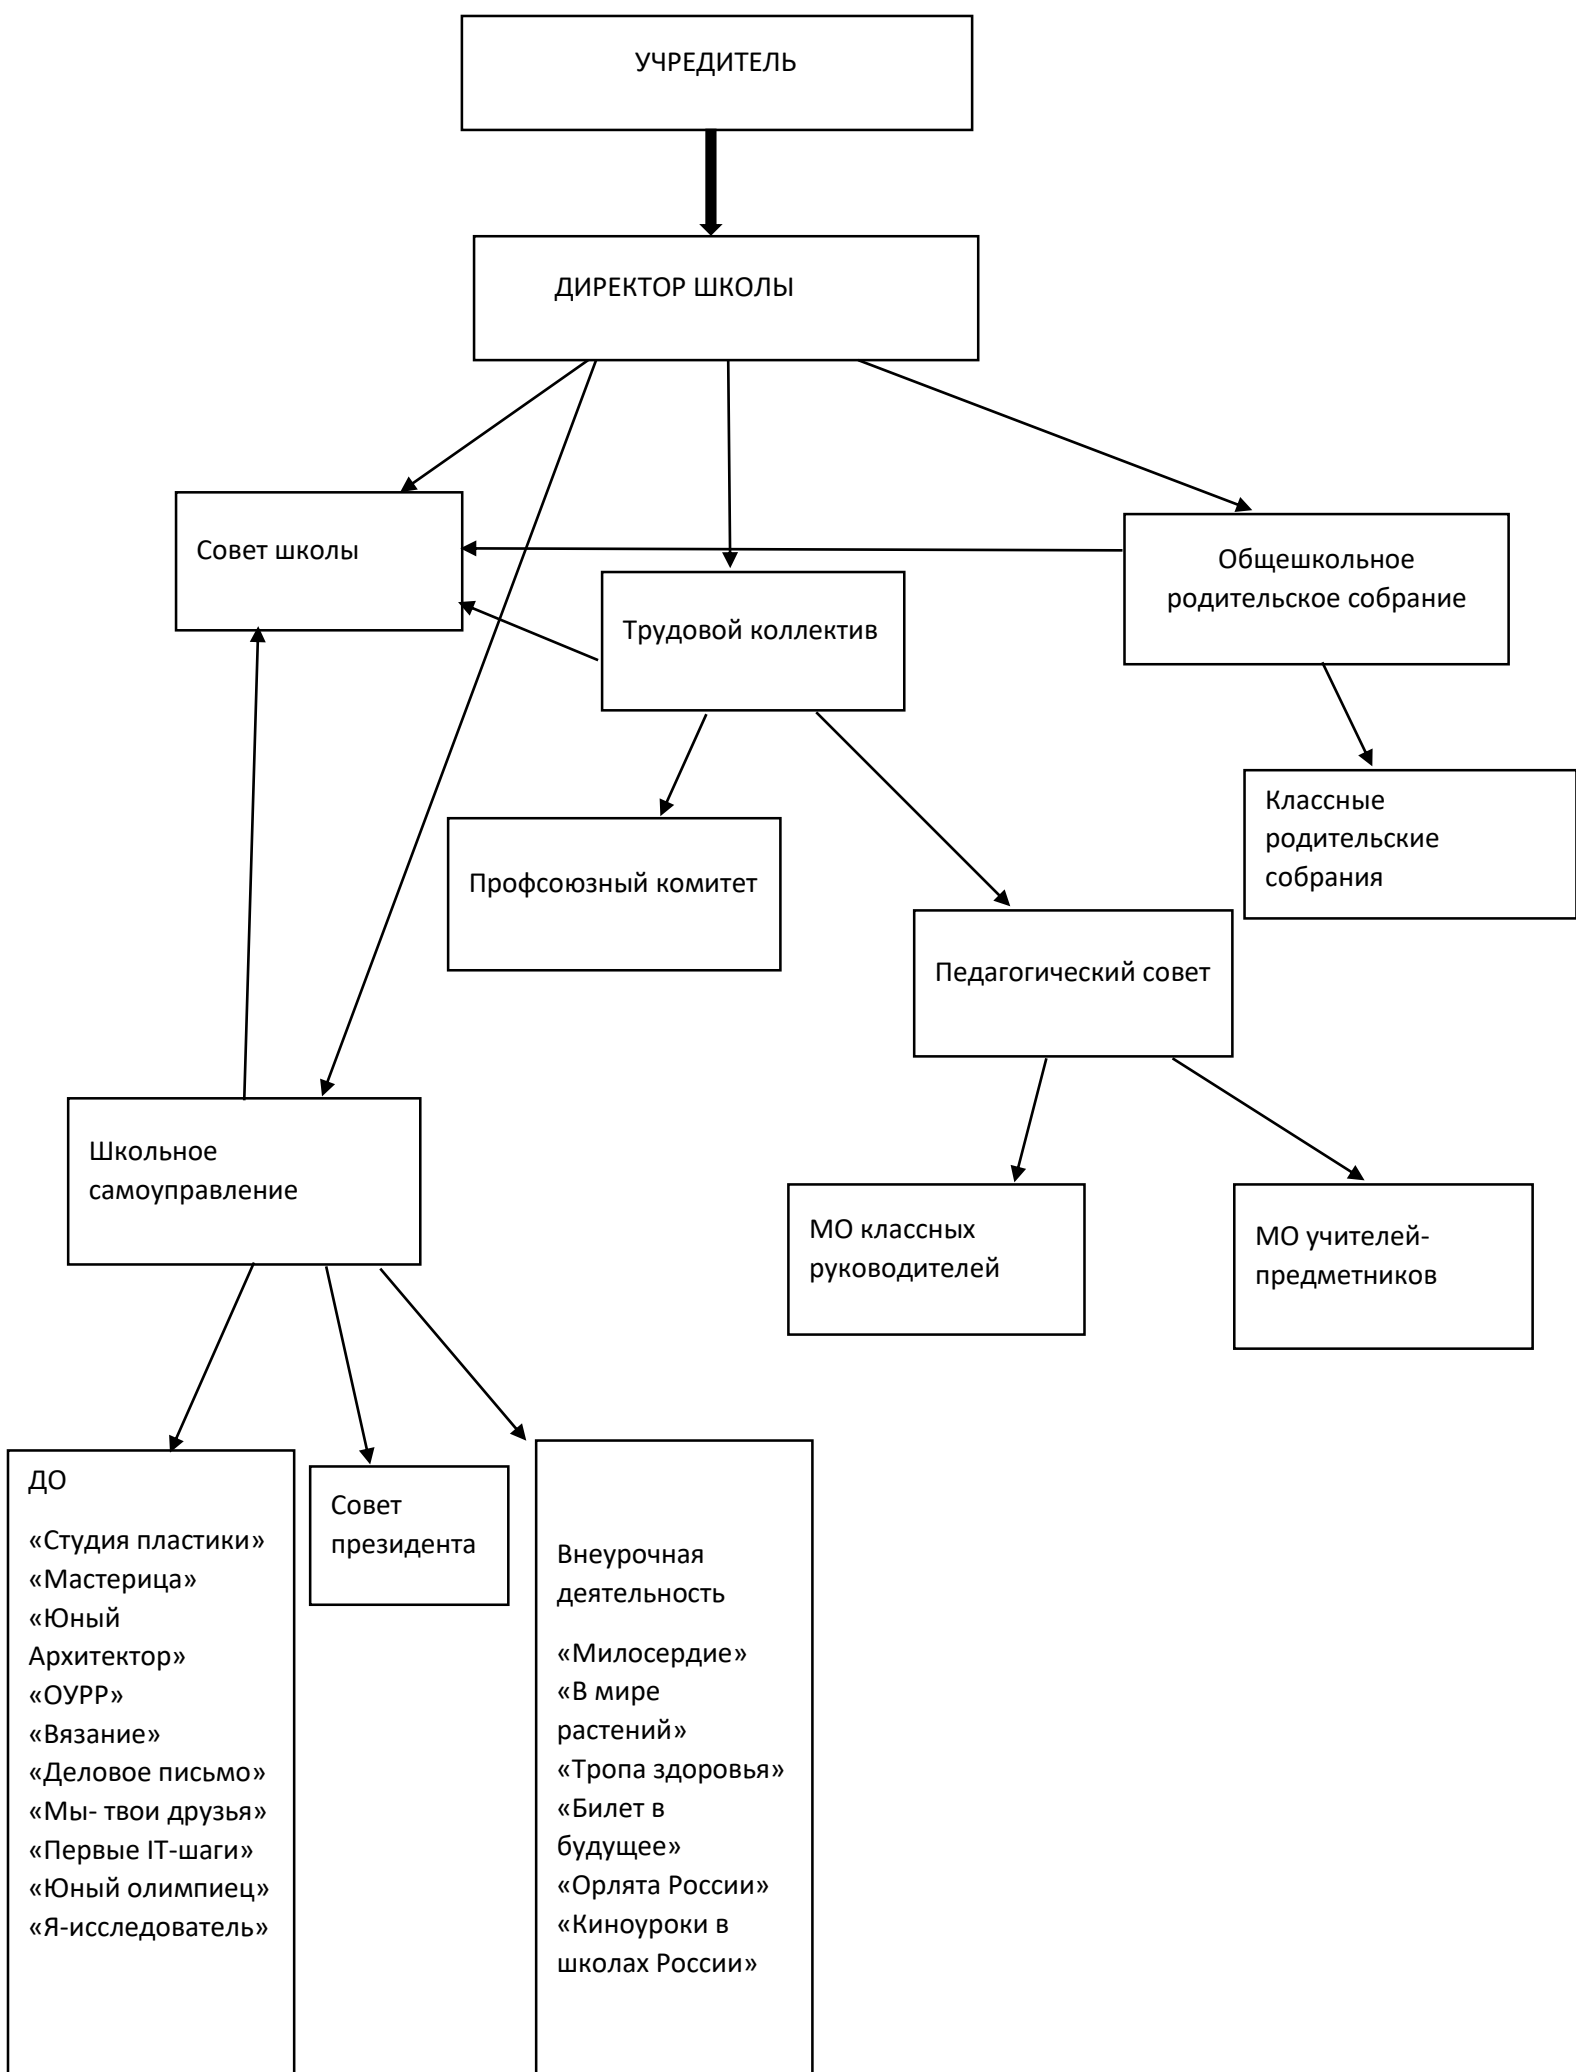 УЧРЕДИТЕЛЬ
ДИРЕКТОР ШКОЛЫ
Совет школы
Общешкольное
родительское собрание
Трудовой коллектив
Классные
родительские
собрания
Профсоюзный комитет
Педагогический совет
Школьное
самоуправление
МО классных
руководителей
МО учителей-
предметников
ДО
«Студия пластики»
«Мастерица»
«Юный
Архитектор»
«ОУРР»
«Вязание»
«Деловое письмо»
«Мы- твои друзья»
«Первые IT-шаги»
«Юный олимпиец»
«Я-исследователь»
Совет
президента
Внеурочная
деятельность
«Милосердие»
«В мире
растений»
«Тропа здоровья»
«Билет в
будущее»
«Орлята России»
«Киноуроки в
школах России»